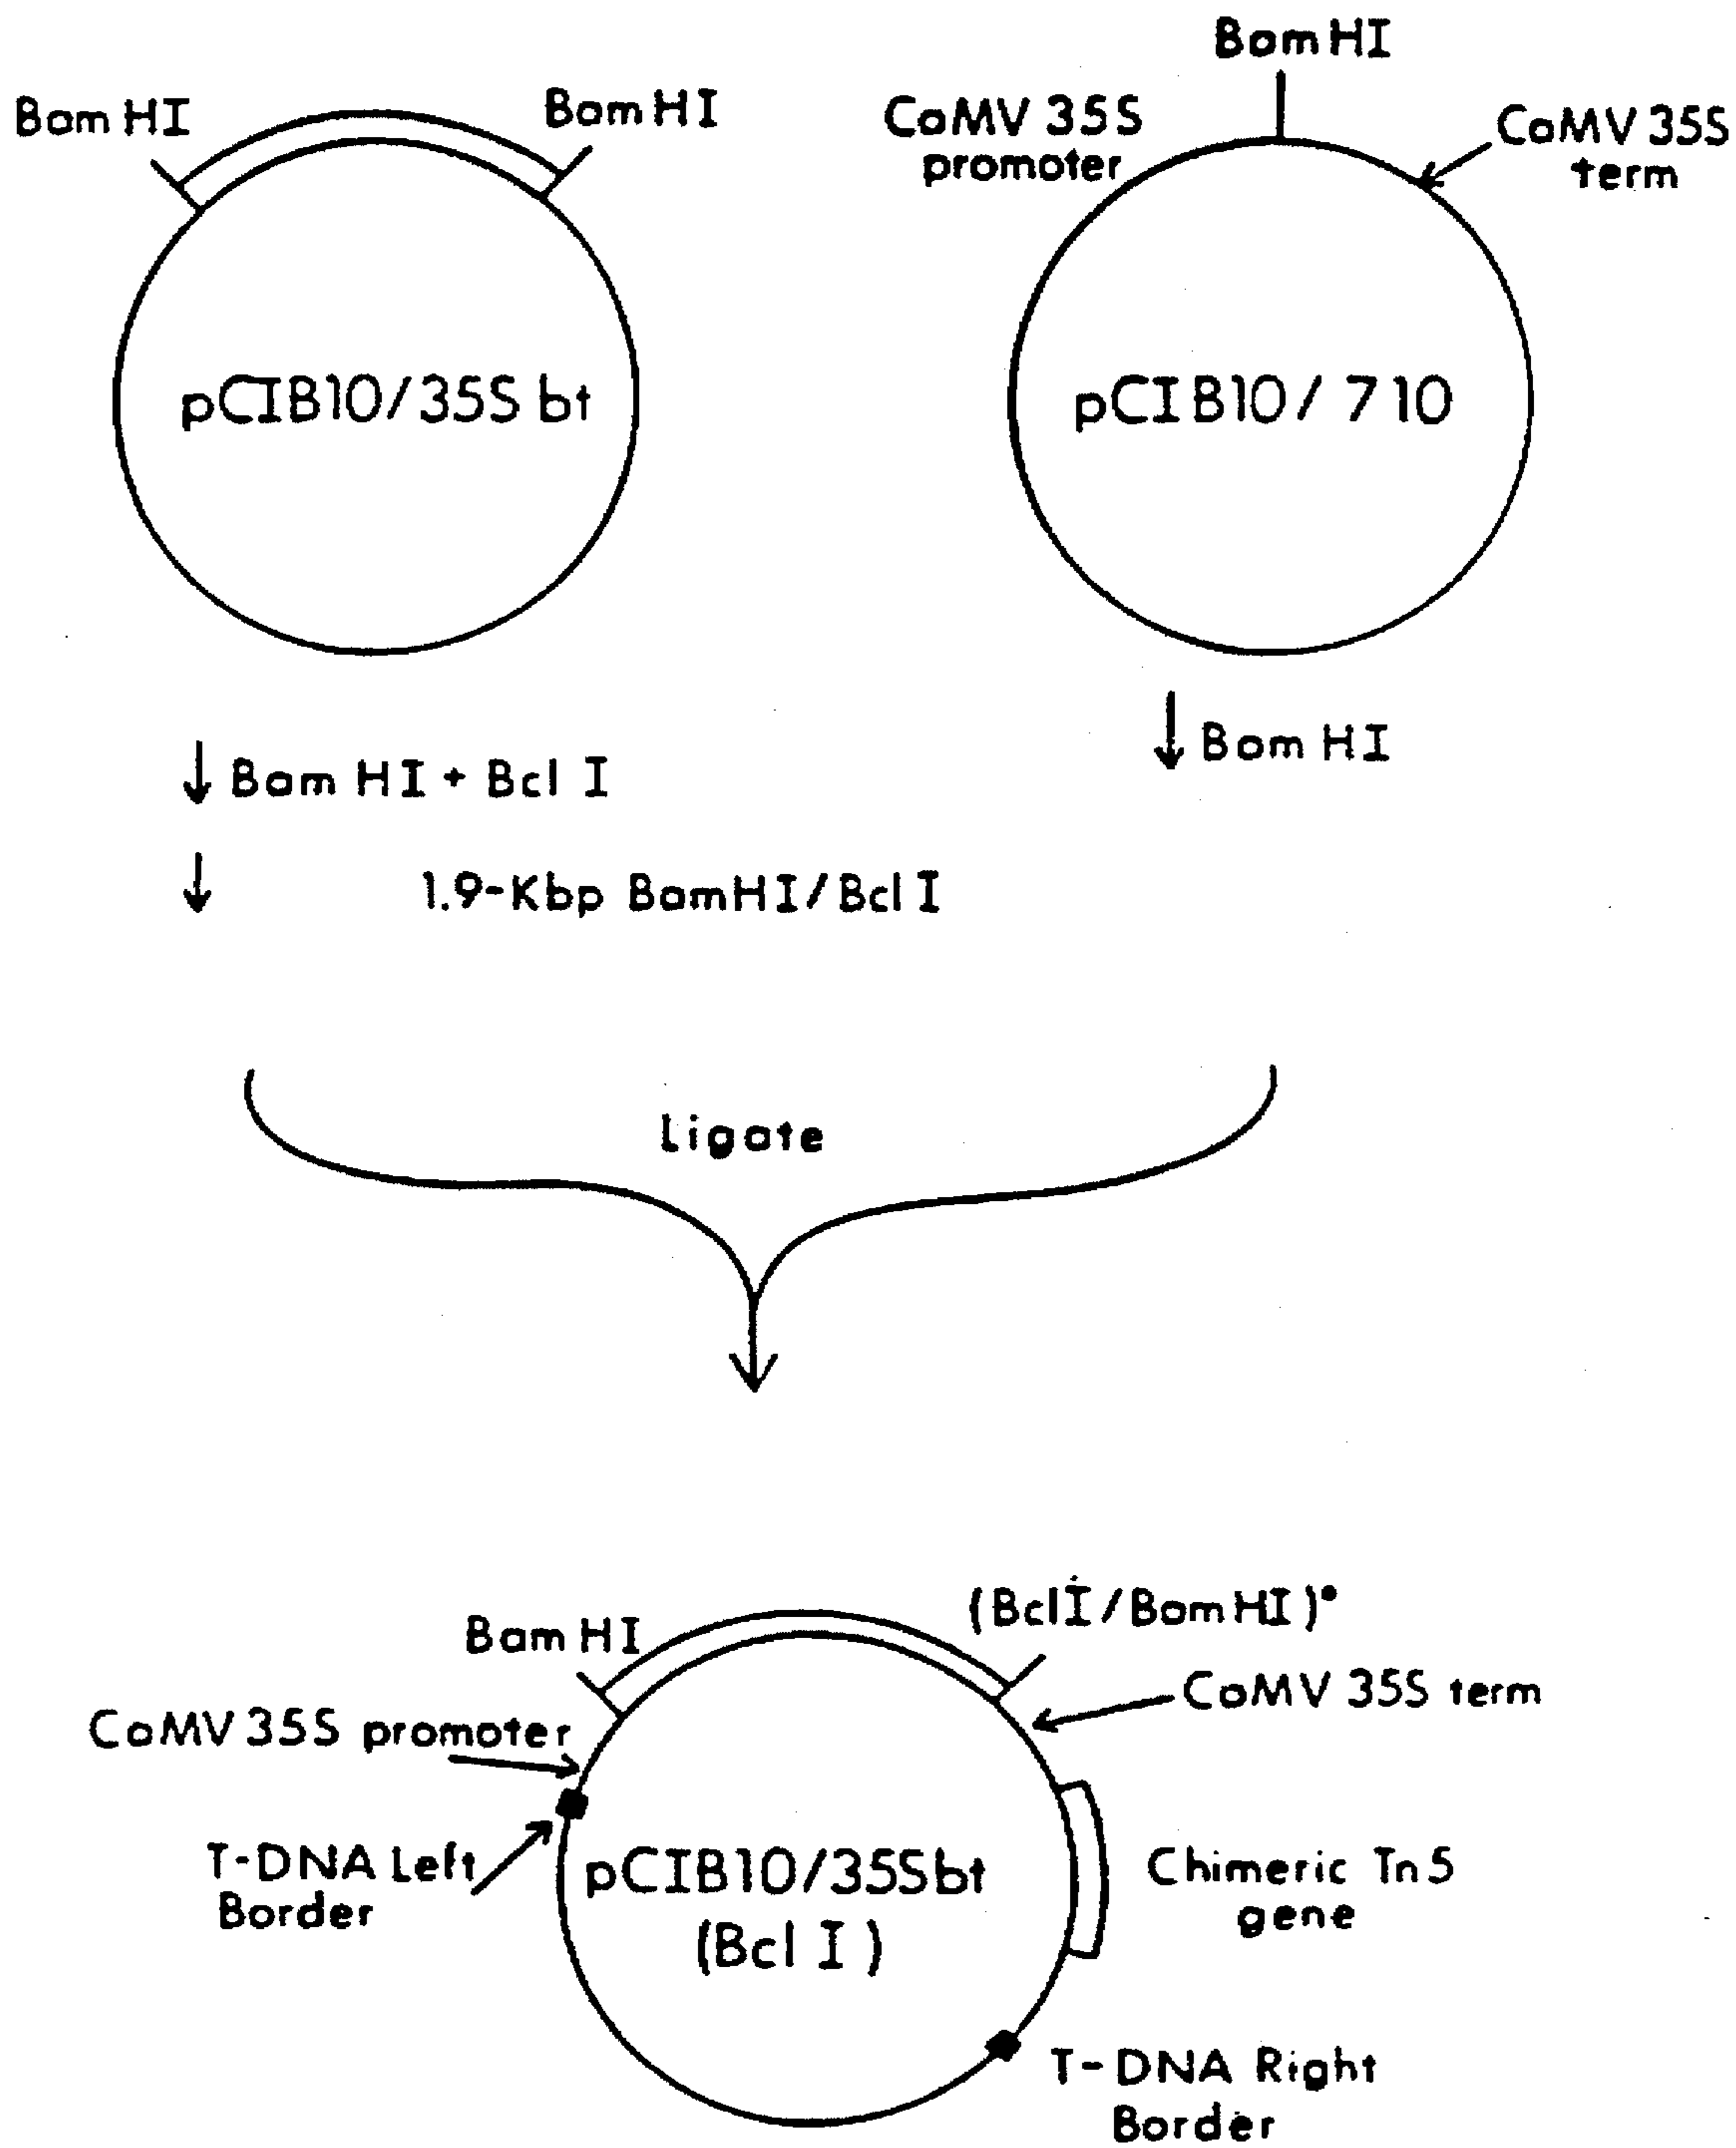 Bam HI
Bam HI
pCIB10/35S bt
Bam HI
CaMV 35S
promoter
CaMV 35S
term
pCIB10/710
Bam HI + Bcl I
1.9-Kbp BamHI/Bcl I
Bam HI
Ligate
Bam HI
(BclI/BamHI)•
CaMV 35S promoter
CaMV 35S term
T-DNA Left
Border
pCIB10/35Sbt
(Bcl I)
Chimeric Tn5
gene
T-DNA Right
Border